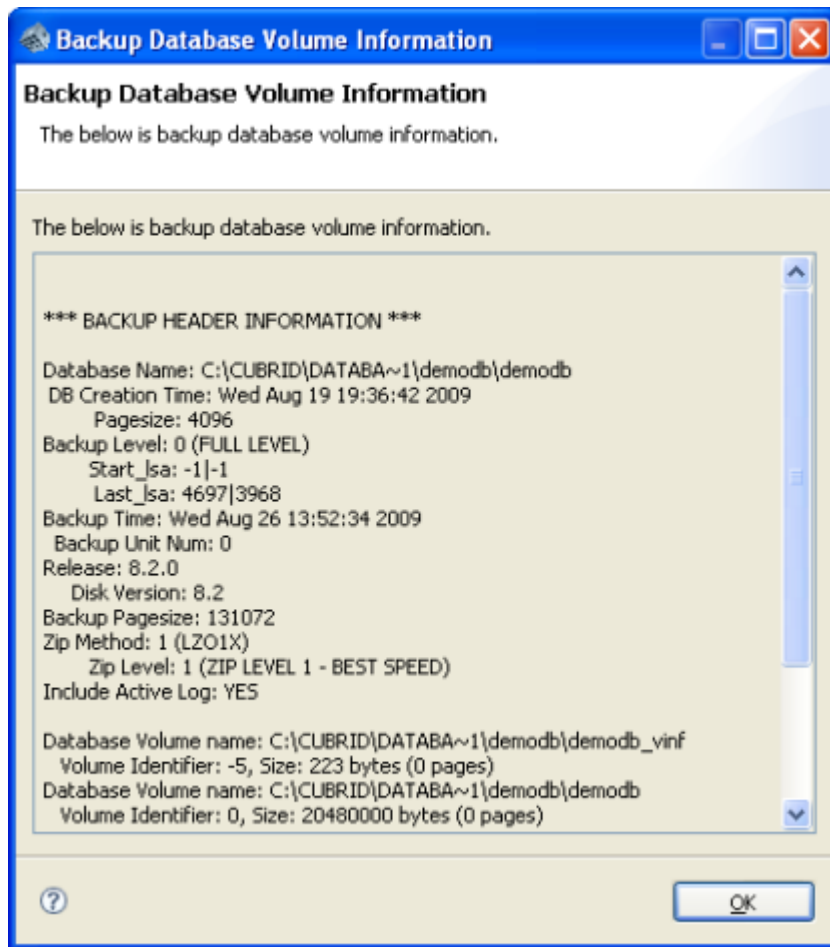 Backup Database Volume Information
Backup Database Volume Information
The below is backup database volume information.
The below is backup database volume information.
*** BACKUP HEADER INFORMATION ***
Database Name: C:\CUBRID\DATABA~1\demodb\demodb
DB Creation Time: Wed Aug 19 19:36:42 2009
Pagesize: 4096
Backup Level: 0 (FULL LEVEL)
Start_lsa: -1|-1
Last_lsa: 4697|3968
Backup Time: Wed Aug 26 13:52:34 2009
Backup Unit Num: 0
Release: 8.2.0
Disk Version: 8.2
Backup Pagesize: 131072
Zip Method: 1 (LZO1X)
Zip Level: 1 (ZIP LEVEL 1 - BEST SPEED)
Include Active Log: YES
Database Volume name: C:\CUBRID\DATABA~1\demodb\demodb_vinf
Volume Identifier: -5, Size: 223 bytes (0 pages)
Database Volume name: C:\CUBRID\DATABA~1\demodb\demodb
Volume Identifier: 0, Size: 20480000 bytes (0 pages)
?
OK